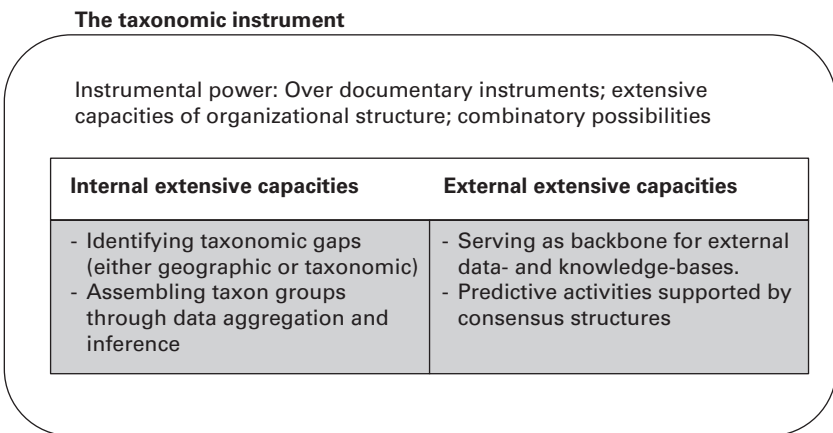 The taxonomic instrument
Instrumental power: Over documentary instruments; extensive
capacities of organizational structure; combinatory possibilities
Internal extensive capacities
External extensive capacities
- Identifying taxonomic gaps
(either geographic or taxonomic)
- Assembling taxon groups
through data aggregation and
inference
- Serving as backbone for external
data- and knowledge-bases.
- Predictive activities supported by
consensus structures